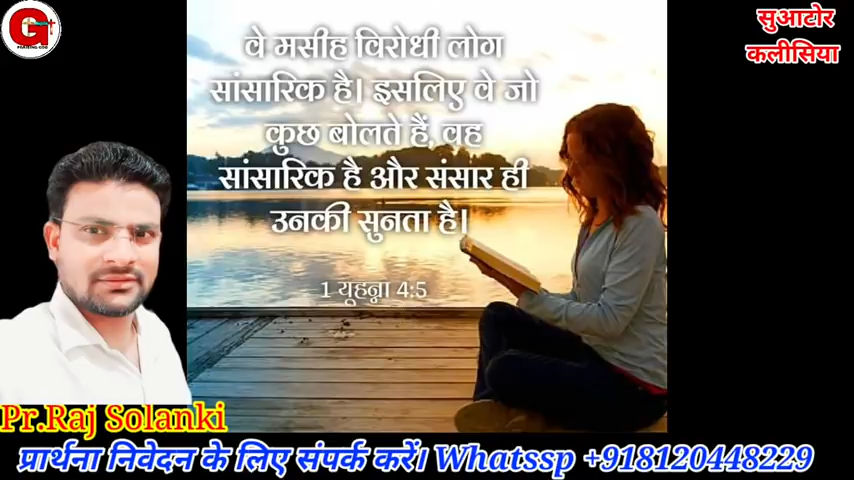 सुआटोर
कलीसिया
वे मसीह विरोधी लोग
सांसारिक है। इसलिए वे जो
कुछ बोलते हैं, वह
सांसारिक है और संसार ही
उनकी सुनता है।
1 यूहन्ना 4:5
Pr.Raj Solanki
प्रार्थना निवेदन के लिए संपर्क करें। Whatssp +918120448229